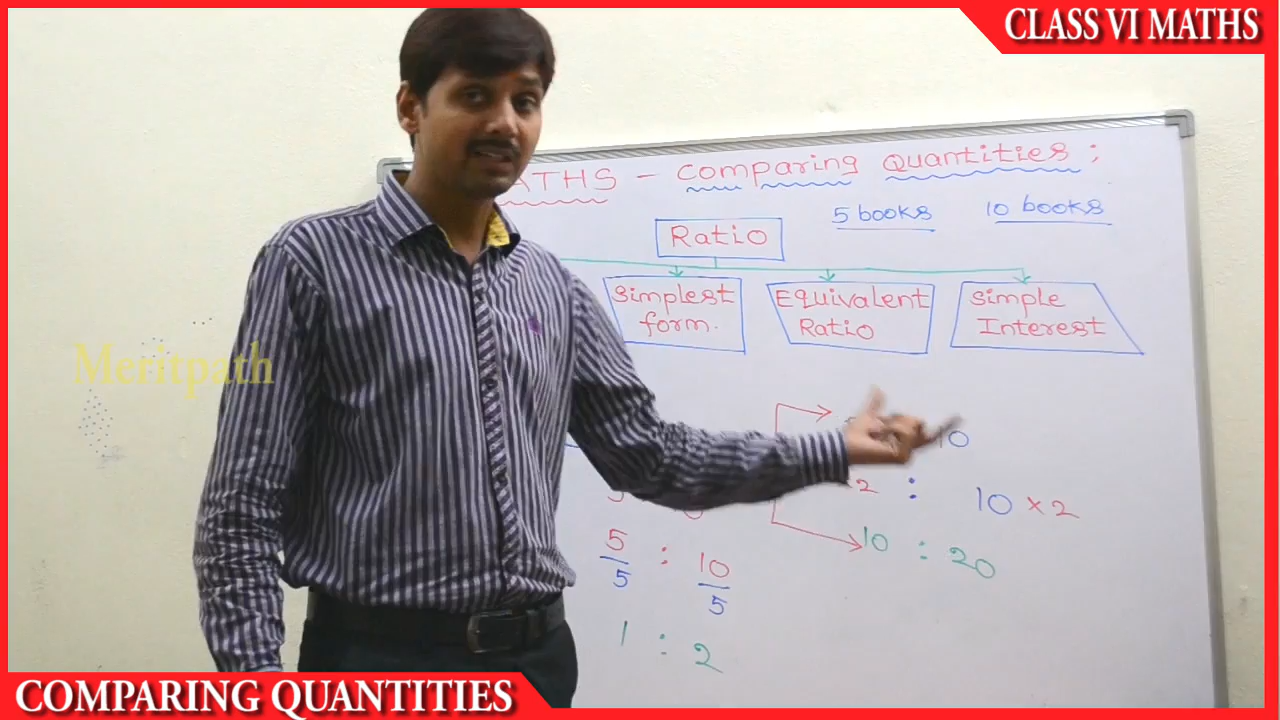 CLASS VI MATHS
ATHS - Comparing Quantities ;
5 books 10 books
Ratio
Simplest form.
Equivalent Ratio
Simple Interest
Meritpath
10
2 : 10 × 2
5/5 : 10/5
10 : 20
1 : 2
COMPARING QUANTITIES